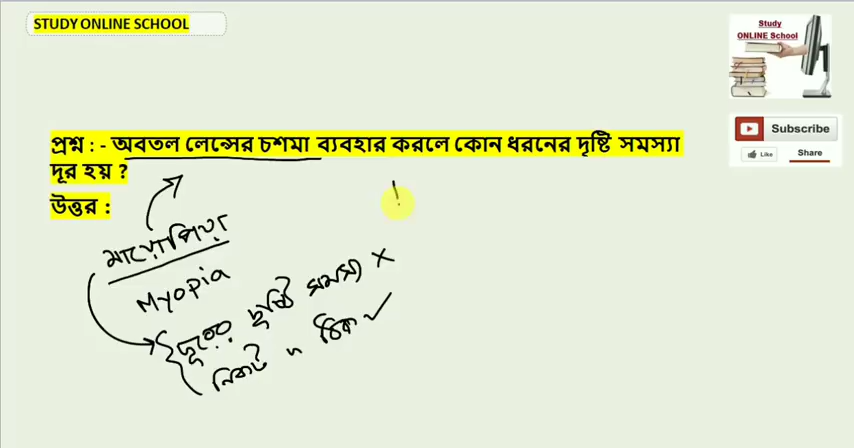 STUDY ONLINE SCHOOL
Study
ONLINE School
Subscribe
Like Share
প্রশ্ন : - অবতল লেন্সের চশমা ব্যবহার করলে কোন ধরনের দৃষ্টি সমস্যা
দূর হয় ?
উত্তর :
মায়োপিয়া
Myopia
দূরের দৃষ্টি সমস্যা ×
নিকট " ঠিক ✓